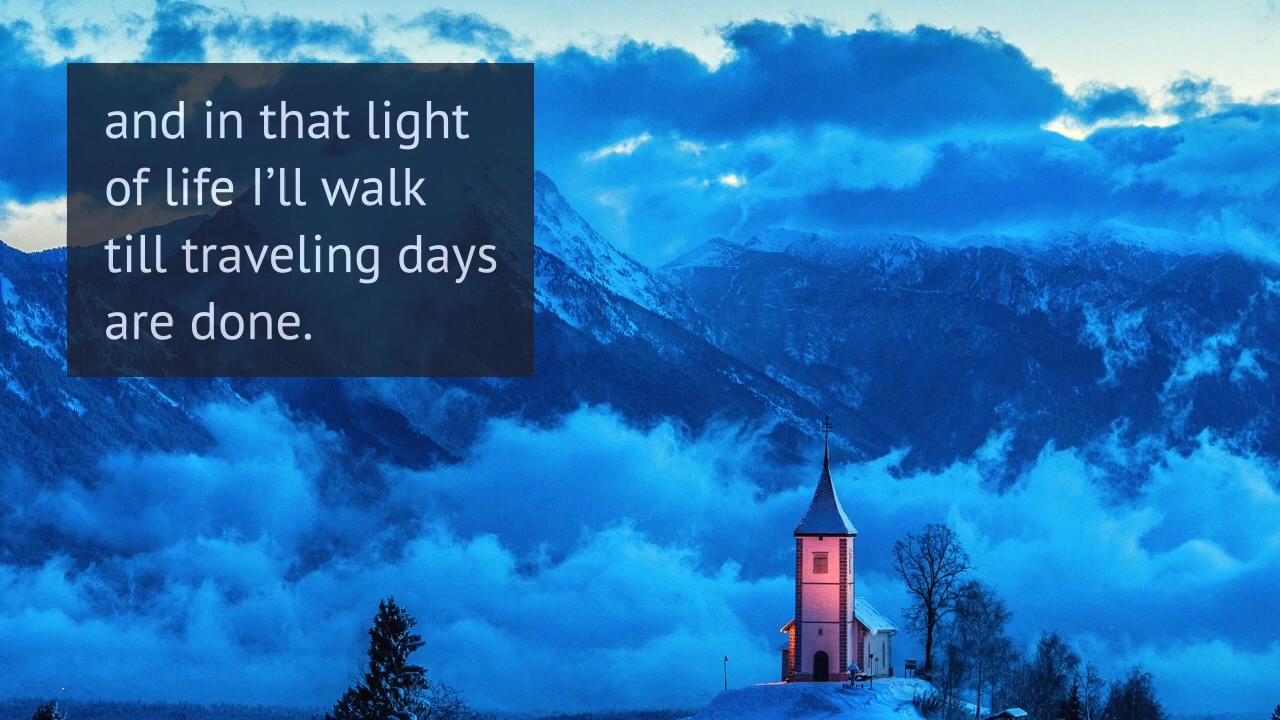 and in that light
of life I’ll walk
till traveling days
are done.